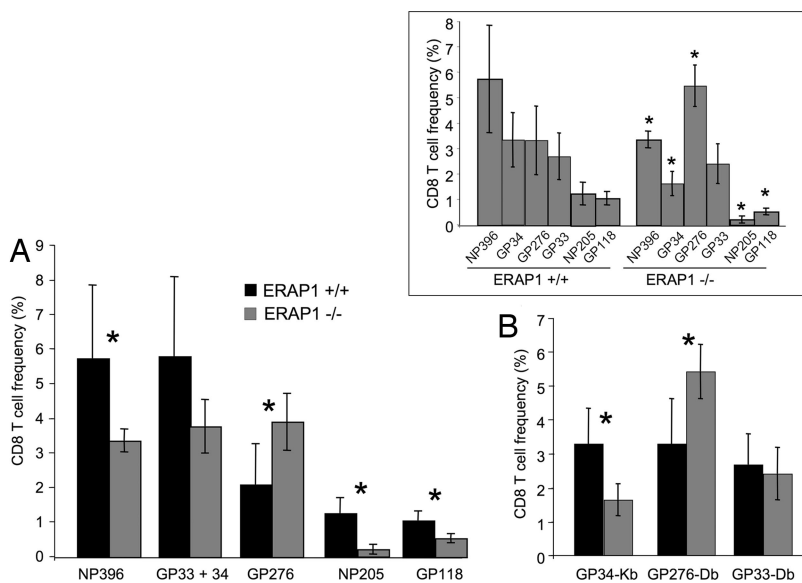 8
7
6
5
4
3
2
1
0
CD8 T cell frequency (%)
*
*
*
*
*
NP396
GP34
GP276
GP33
NP205
GP118
NP396
GP34
GP276
GP33
NP205
GP118
ERAP1 +/+
ERAP1 -/-
A
9
8
7
6
5
4
3
2
1
0
CD8 T cell frequency (%)
ERAP1 +/+
ERAP1 -/-
*
*
*
*
NP396
GP33 + 34
GP276
NP205
GP118
B
7
6
5
4
3
2
1
0
CD8 T cell frequency (%)
*
*
GP34-Kb
GP276-Db
GP33-Db